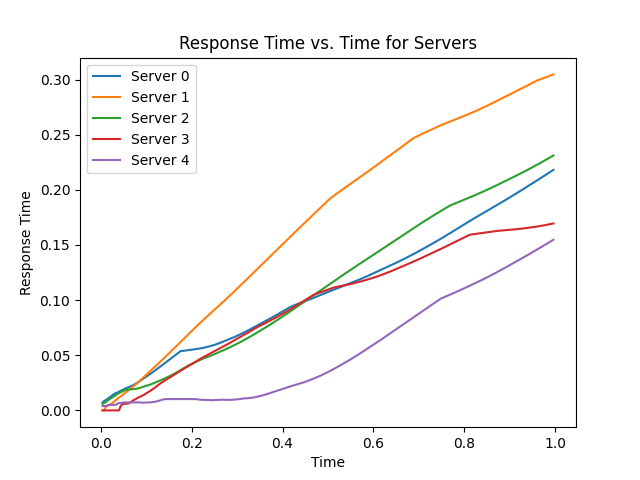 Response Time vs. Time for Servers
Server 0
Server 1
Server 2
Server 3
Server 4
Response Time
0.30
0.25
0.20
0.15
0.10
0.05
0.00
0.0 0.2 0.4 0.6 0.8 1.0
Time